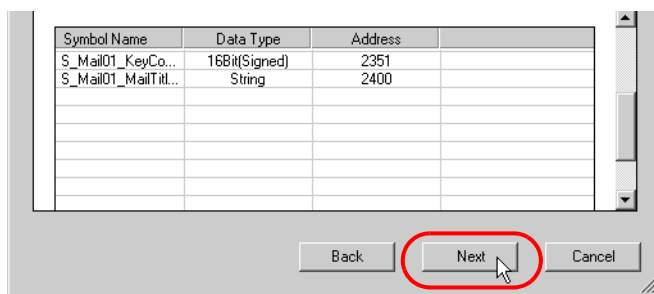 Symbol Name Data Type Address
S_Mail01_KeyCo... 16Bit(Signed) 2351
S_Mail01_MailTitl... String 2400
Back Next Cancel